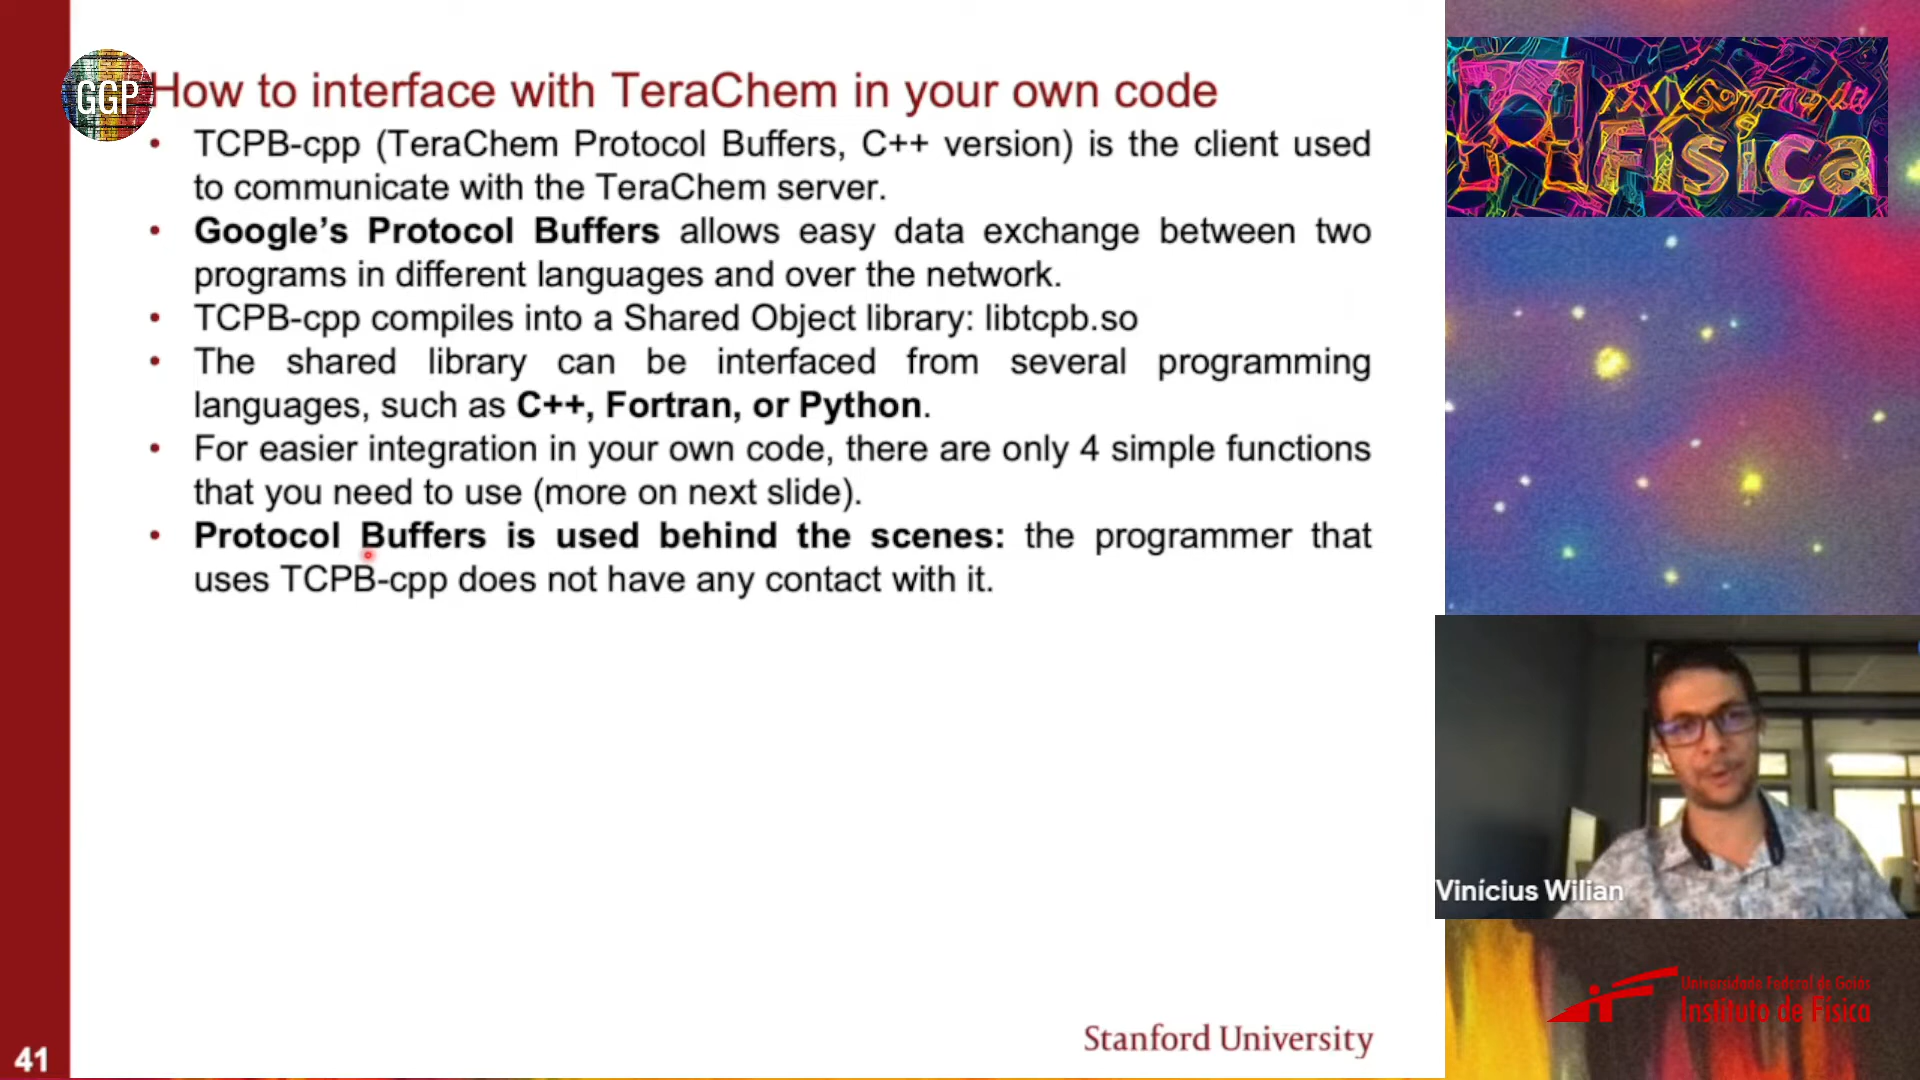 GGP
How to interface with TeraChem in your own code
• TCPB-cpp (TeraChem Protocol Buffers, C++ version) is the client used
to communicate with the TeraChem server.
• Google's Protocol Buffers allows easy data exchange between two
programs in different languages and over the network.
• TCPB-cpp compiles into a Shared Object library: libtcpb.so
• The shared library can be interfaced from several programming
languages, such as C++, Fortran, or Python.
• For easier integration in your own code, there are only 4 simple functions
that you need to use (more on next slide).
• Protocol Buffers is used behind the scenes: the programmer that
uses TCPB-cpp does not have any contact with it.
Stanford University
41
Física
Vinícius Wilian
Universidade Federal de Goiás
Instituto de Física